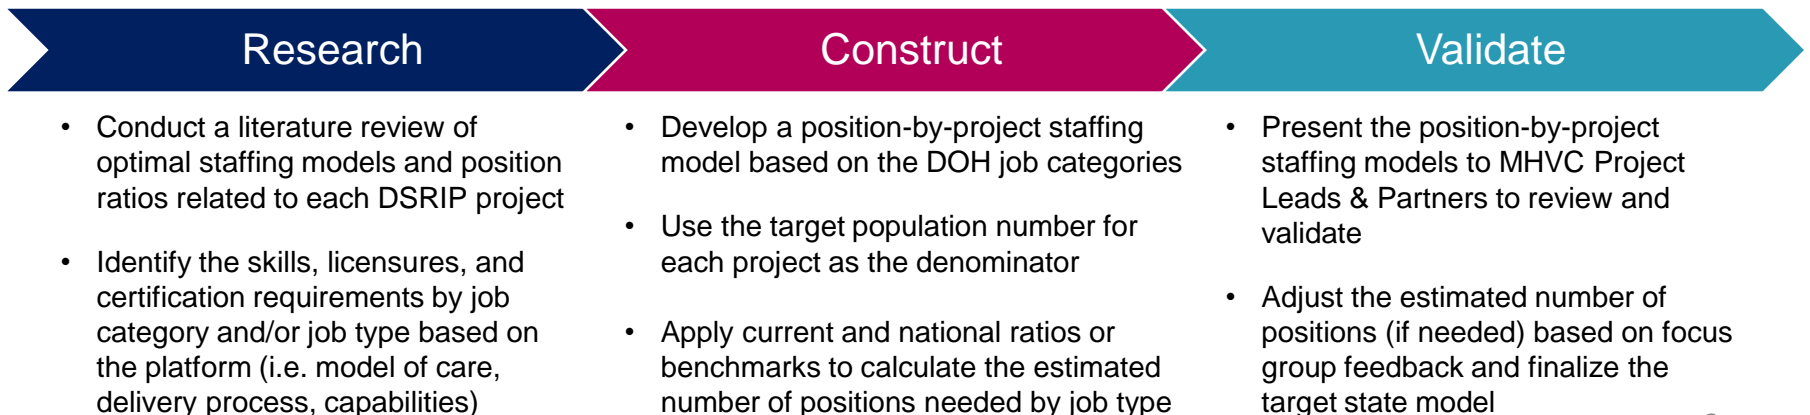 Research
• Conduct a literature review of
optimal staffing models and position
ratios related to each DSRIP project
• Identify the skills, licensures, and
certification requirements by job
category and/or job type based on
the platform (i.e. model of care,
delivery process, capabilities)
Construct
• Develop a position-by-project staffing
model based on the DOH job categories
• Use the target population number for
each project as the denominator
• Apply current and national ratios or
benchmarks to calculate the estimated
number of positions needed by job type
Validate
• Present the position-by-project
staffing models to MHVC Project
Leads & Partners to review and
validate
• Adjust the estimated number of
positions (if needed) based on focus
group feedback and finalize the
target state model